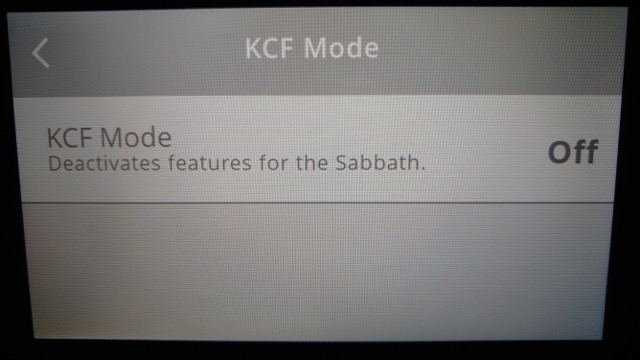 KCF Mode
KCF Mode
Deactivates features for the Sabbath.
Off